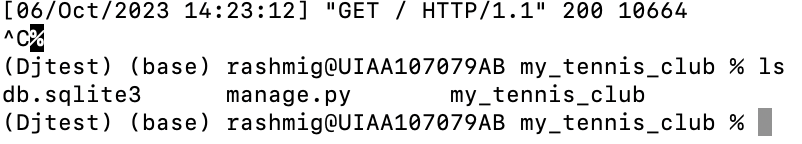 [06/Oct/2023 14:23:12] "GET / HTTP/1.1" 200 10664
^C%
(Djtest) (base) rashmig@UIAA107079AB my_tennis_club % ls
db.sqlite3 manage.py my_tennis_club
(Djtest) (base) rashmig@UIAA107079AB my_tennis_club %